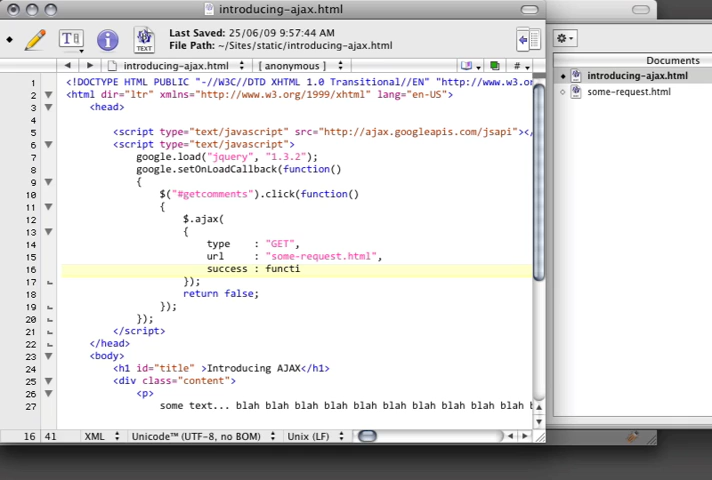 introducing-ajax.html
Last Saved: 25/06/09 9:57:44 AM
File Path: ~/Sites/static/introducing-ajax.html
TEXT
introducing-ajax.html [ anonymous ] #
Documents
introducing-ajax.html
some-request.html
1 <!DOCTYPE HTML PUBLIC "-//W3C//DTD XHTML 1.0 Transitional//EN" "http://www.w3.or
2 <html dir="ltr" xmlns="http://www.w3.org/1999/xhtml" lang="en-US">
3 <head>
4
5 <script type="text/javascript" src="http://ajax.googleapis.com/jsapi"></
6 <script type="text/javascript">
7 google.load("jquery", "1.3.2");
8 google.setOnLoadCallback(function()
9 {
10 $("#getcomments").click(function()
11 {
12 $.ajax(
13 {
14 type : "GET",
15 url : "some-request.html",
16 success : functi
17 });
18 return false;
19 });
20 });
21 </script>
22 </head>
23 <body>
24 <h1 id="title" >Introducing AJAX</h1>
25 <div class="content">
26 <p>
27 some text... blah blah blah blah blah blah blah blah blah blah b
16 41 XML Unicode™ (UTF-8, no BOM) Unix (LF)